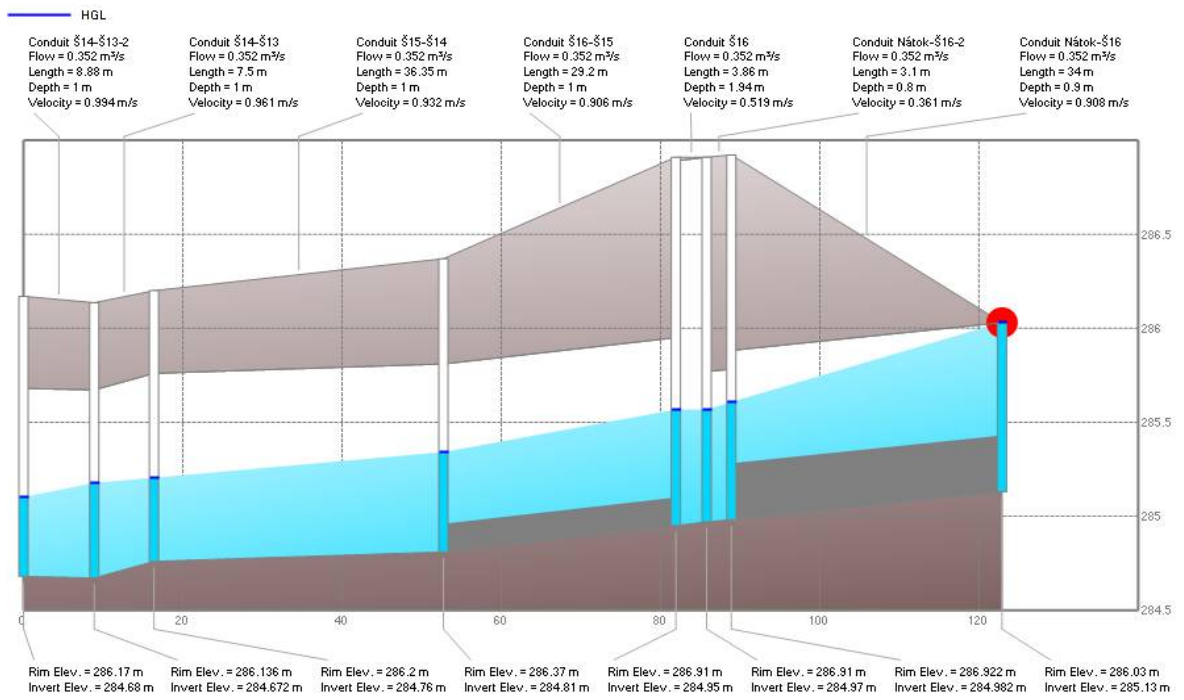 HGL
Conduit Š14-Š13-2
Flow = 0.352 m³/s
Length = 8.88 m
Depth = 1 m
Velocity = 0.994 m/s
Conduit Š14-Š13
Flow = 0.352 m³/s
Length = 7.5 m
Depth = 1 m
Velocity = 0.961 m/s
Conduit Š15-Š14
Flow = 0.352 m³/s
Length = 36.35 m
Depth = 1 m
Velocity = 0.932 m/s
Conduit Š16-Š15
Flow = 0.352 m³/s
Length = 29.2 m
Depth = 1 m
Velocity = 0.906 m/s
Conduit Š16
Flow = 0.352 m³/s
Length = 3.86 m
Depth = 1.94 m
Velocity = 0.519 m/s
Conduit Nátok-Š16-2
Flow = 0.352 m³/s
Length = 3.1 m
Depth = 0.8 m
Velocity = 0.361 m/s
Conduit Nátok-Š16
Flow = 0.352 m³/s
Length = 34 m
Depth = 0.9 m
Velocity = 0.908 m/s
286.5
286
285.5
285
284.5
0 20 40 60 80 100 120
Rim Elev. = 286.17 m
Invert Elev. = 284.68 m
Rim Elev. = 286.136 m
Invert Elev. = 284.672 m
Rim Elev. = 286.2 m
Invert Elev. = 284.76 m
Rim Elev. = 286.37 m
Invert Elev. = 284.81 m
Rim Elev. = 286.91 m
Invert Elev. = 284.95 m
Rim Elev. = 286.91 m
Invert Elev. = 284.97 m
Rim Elev. = 286.922 m
Invert Elev. = 284.982 m
Rim Elev. = 286.03 m
Invert Elev. = 285.13 m